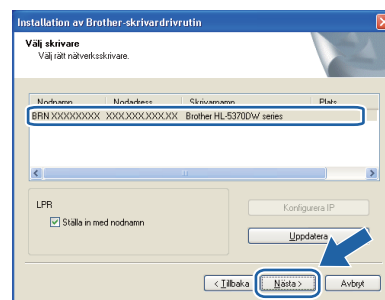 Installation av Brother-skrivardrivrutin
Välj skrivare
Välj rätt nätverksskrivare.
Nodnamn Nodadress Skrivarnamn Plats
BRN XXXXXXXXX XXX.XXX.XXX.XX Brother HL-5370DW series
LPR
Ställa in med nodnamn
Konfigurera IP
Uppdatera
< Tillbaka Nästa > Avbryt